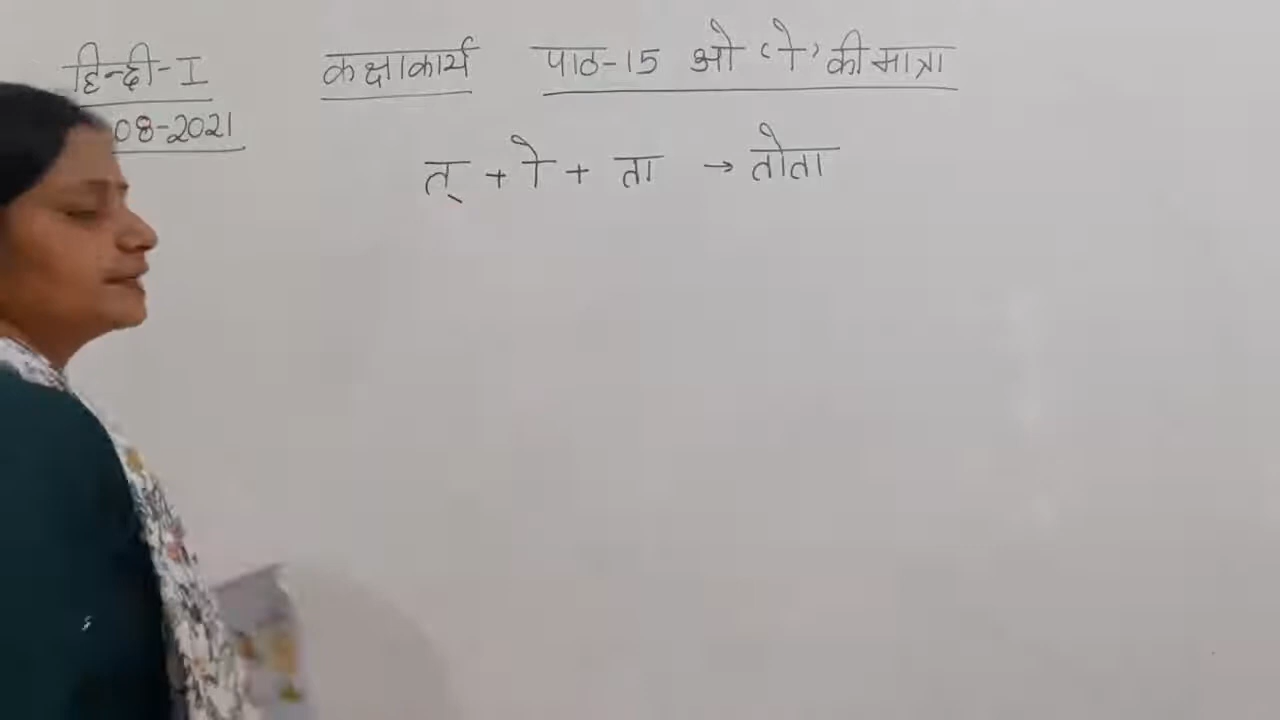 हिन्दी-I कक्षाकार्य पाठ-15 ओ 'ो' की मात्रा
08-2021
त् + ो + ता → तोता